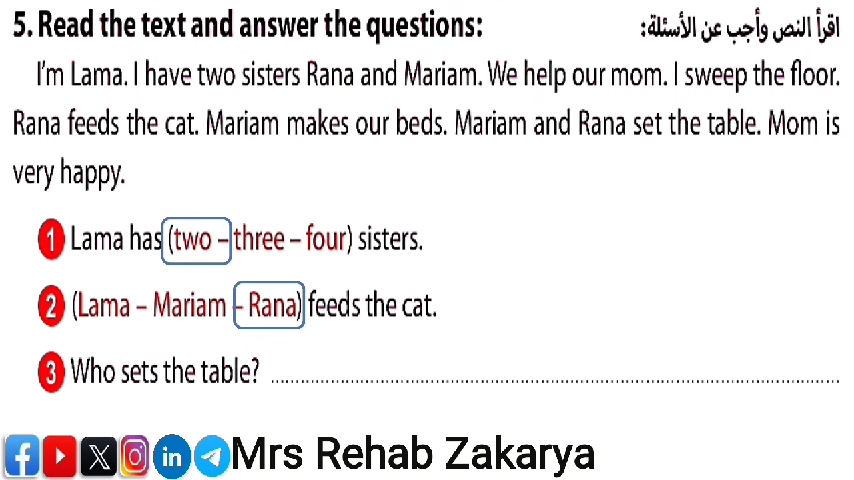 5. Read the text and answer the questions: اقرأ النص وأجب عن الأسئلة:
I'm Lama. I have two sisters Rana and Mariam. We help our mom. I sweep the floor.
Rana feeds the cat. Mariam makes our beds. Mariam and Rana set the table. Mom is
very happy.
1 Lama has (two – three – four) sisters.
2 (Lama – Mariam – Rana) feeds the cat.
3 Who sets the table? ........................................................................................
Mrs Rehab Zakarya